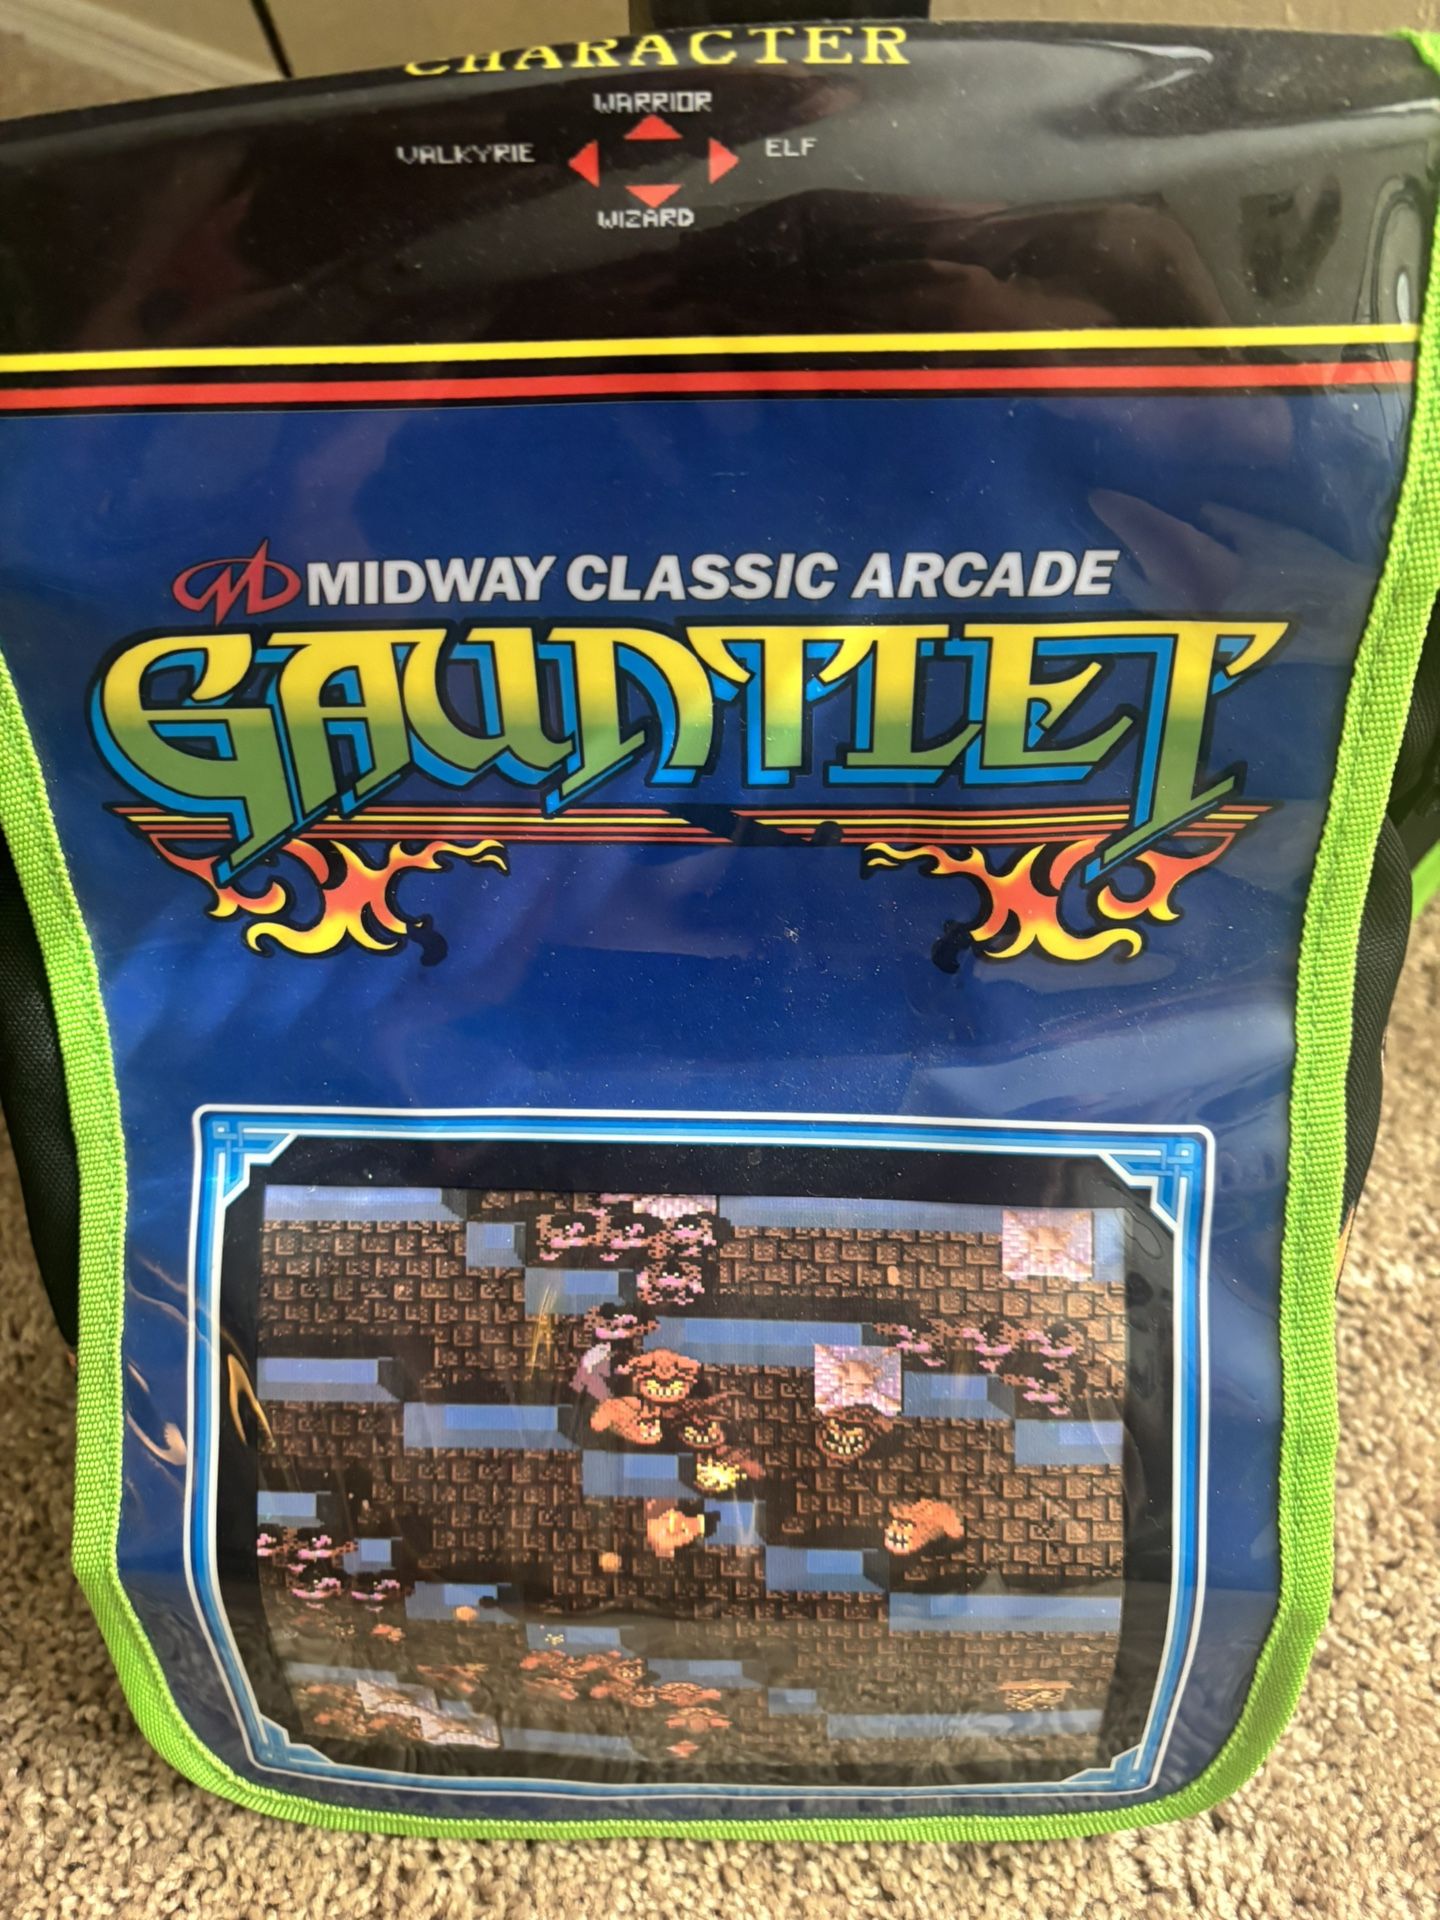 CHARACTER
WARRIOR
VALKYRIE
ELF
WIZARD
MIDWAY CLASSIC ARCADE
GAUNTLET